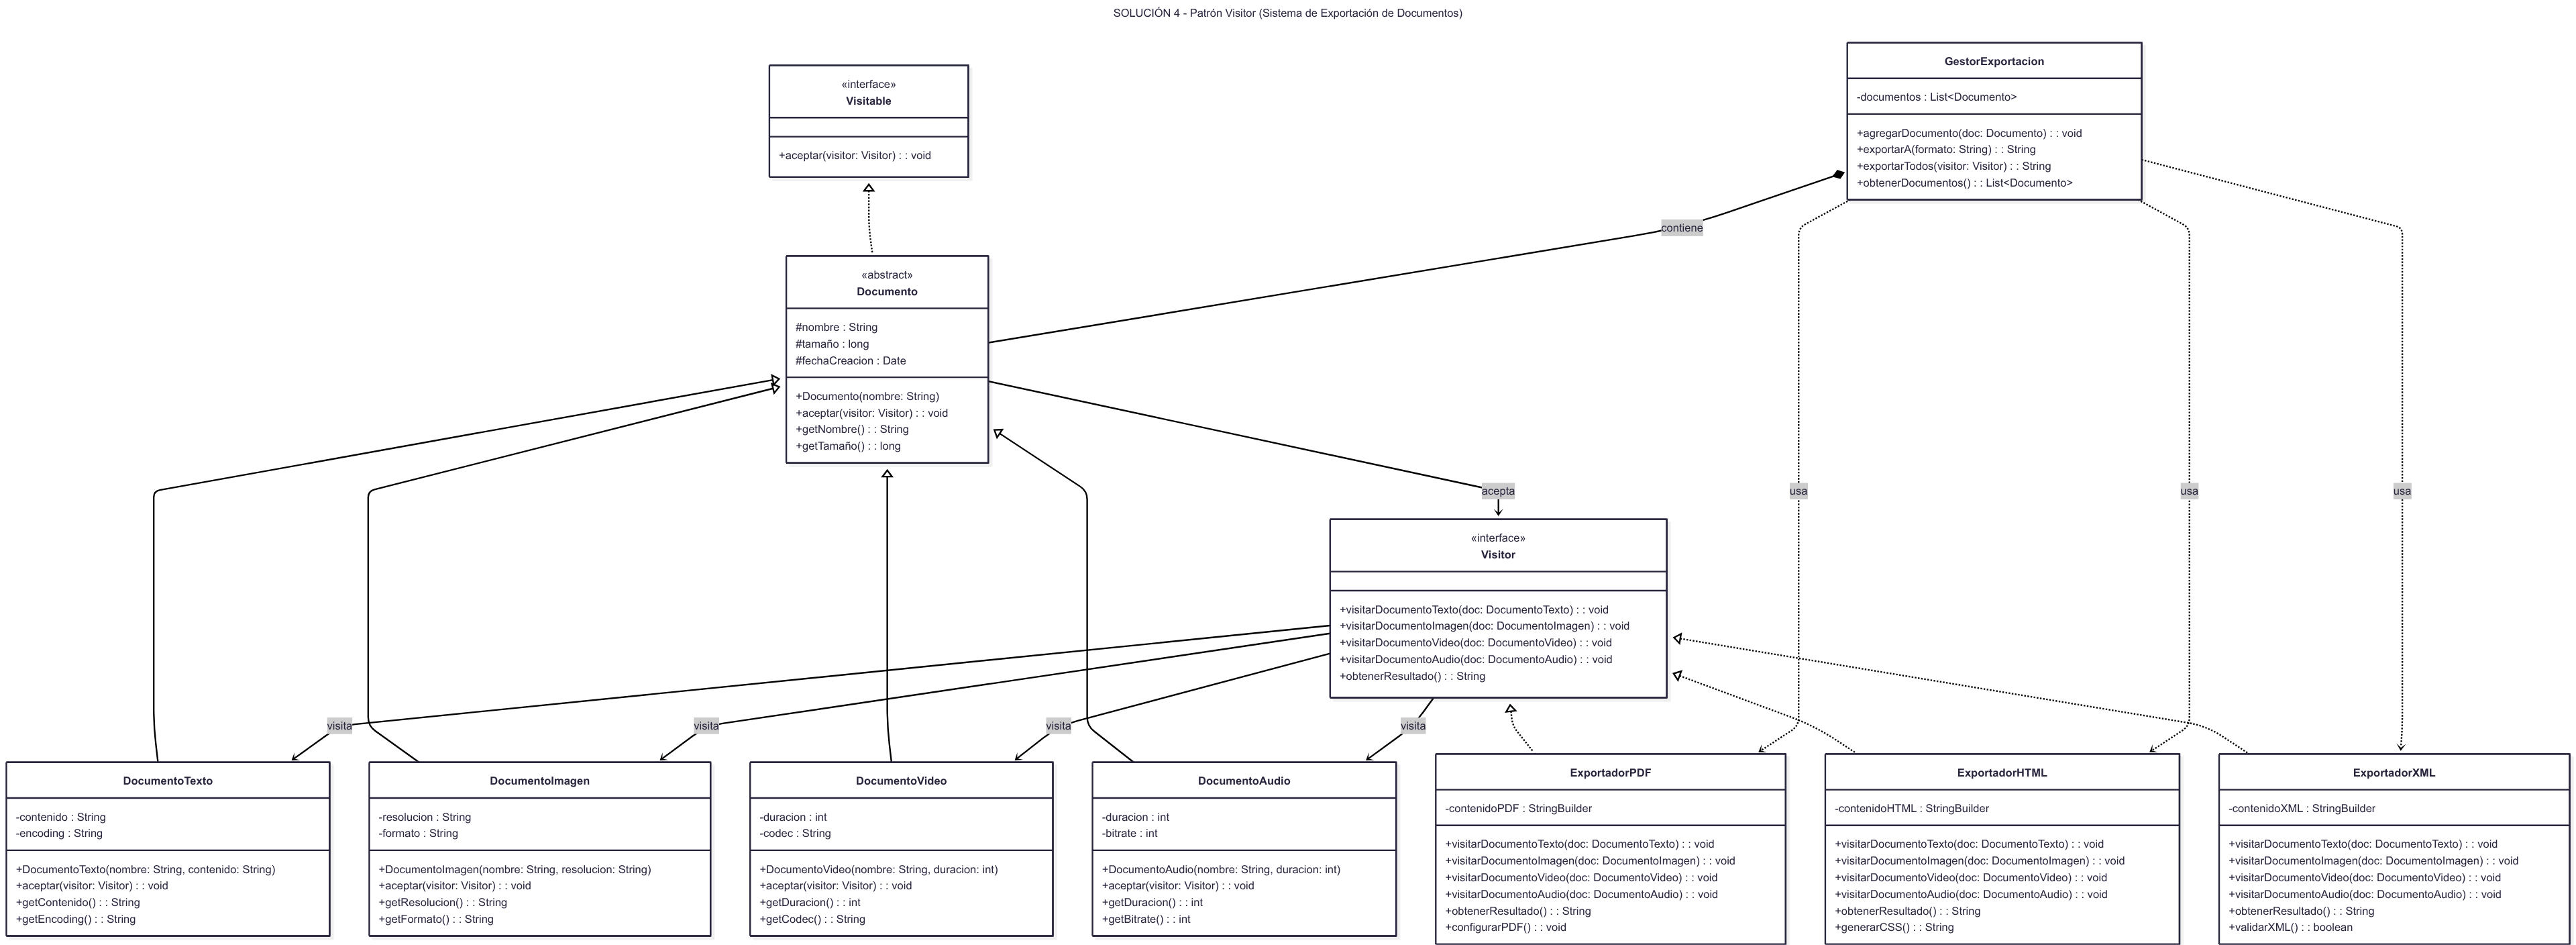 SOLUCIÓN 4 - Patrón Visitor (Sistema de Exportación de Documentos)
«interface»
Visitable
+aceptar(visitor: Visitor) : : void
GestorExportacion
-documentos : List<Documento>
+agregarDocumento(doc: Documento) : : void
+exportarA(formato: String) : : String
+exportarTodos(visitor: Visitor) : : String
+obtenerDocumentos() : : List<Documento>
contiene
«abstract»
Documento
#nombre : String
#tamaño : long
#fechaCreacion : Date
+Documento(nombre: String)
+aceptar(visitor: Visitor) : : void
+getNombre() : : String
+getTamaño() : : long
acepta
usa
usa
usa
«interface»
Visitor
+visitarDocumentoTexto(doc: DocumentoTexto) : : void
+visitarDocumentoImagen(doc: DocumentoImagen) : : void
+visitarDocumentoVideo(doc: DocumentoVideo) : : void
+visitarDocumentoAudio(doc: DocumentoAudio) : : void
+obtenerResultado() : : String
visita
visita
visita
visita
DocumentoTexto
-contenido : String
-encoding : String
+DocumentoTexto(nombre: String, contenido: String)
+aceptar(visitor: Visitor) : : void
+getContenido() : : String
+getEncoding() : : String
DocumentoImagen
-resolucion : String
-formato : String
+DocumentoImagen(nombre: String, resolucion: String)
+aceptar(visitor: Visitor) : : void
+getResolucion() : : String
+getFormato() : : String
DocumentoVideo
-duracion : int
-codec : String
+DocumentoVideo(nombre: String, duracion: int)
+aceptar(visitor: Visitor) : : void
+getDuracion() : : int
+getCodec() : : String
DocumentoAudio
-duracion : int
-bitrate : int
+DocumentoAudio(nombre: String, duracion: int)
+aceptar(visitor: Visitor) : : void
+getDuracion() : : int
+getBitrate() : : int
ExportadorPDF
-contenidoPDF : StringBuilder
+visitarDocumentoTexto(doc: DocumentoTexto) : : void
+visitarDocumentoImagen(doc: DocumentoImagen) : : void
+visitarDocumentoVideo(doc: DocumentoVideo) : : void
+visitarDocumentoAudio(doc: DocumentoAudio) : : void
+obtenerResultado() : : String
+configurarPDF() : : void
ExportadorHTML
-contenidoHTML : StringBuilder
+visitarDocumentoTexto(doc: DocumentoTexto) : : void
+visitarDocumentoImagen(doc: DocumentoImagen) : : void
+visitarDocumentoVideo(doc: DocumentoVideo) : : void
+visitarDocumentoAudio(doc: DocumentoAudio) : : void
+obtenerResultado() : : String
+generarCSS() : : String
ExportadorXML
-contenidoXML : StringBuilder
+visitarDocumentoTexto(doc: DocumentoTexto) : : void
+visitarDocumentoImagen(doc: DocumentoImagen) : : void
+visitarDocumentoVideo(doc: DocumentoVideo) : : void
+visitarDocumentoAudio(doc: DocumentoAudio) : : void
+obtenerResultado() : : String
+validarXML() : : boolean